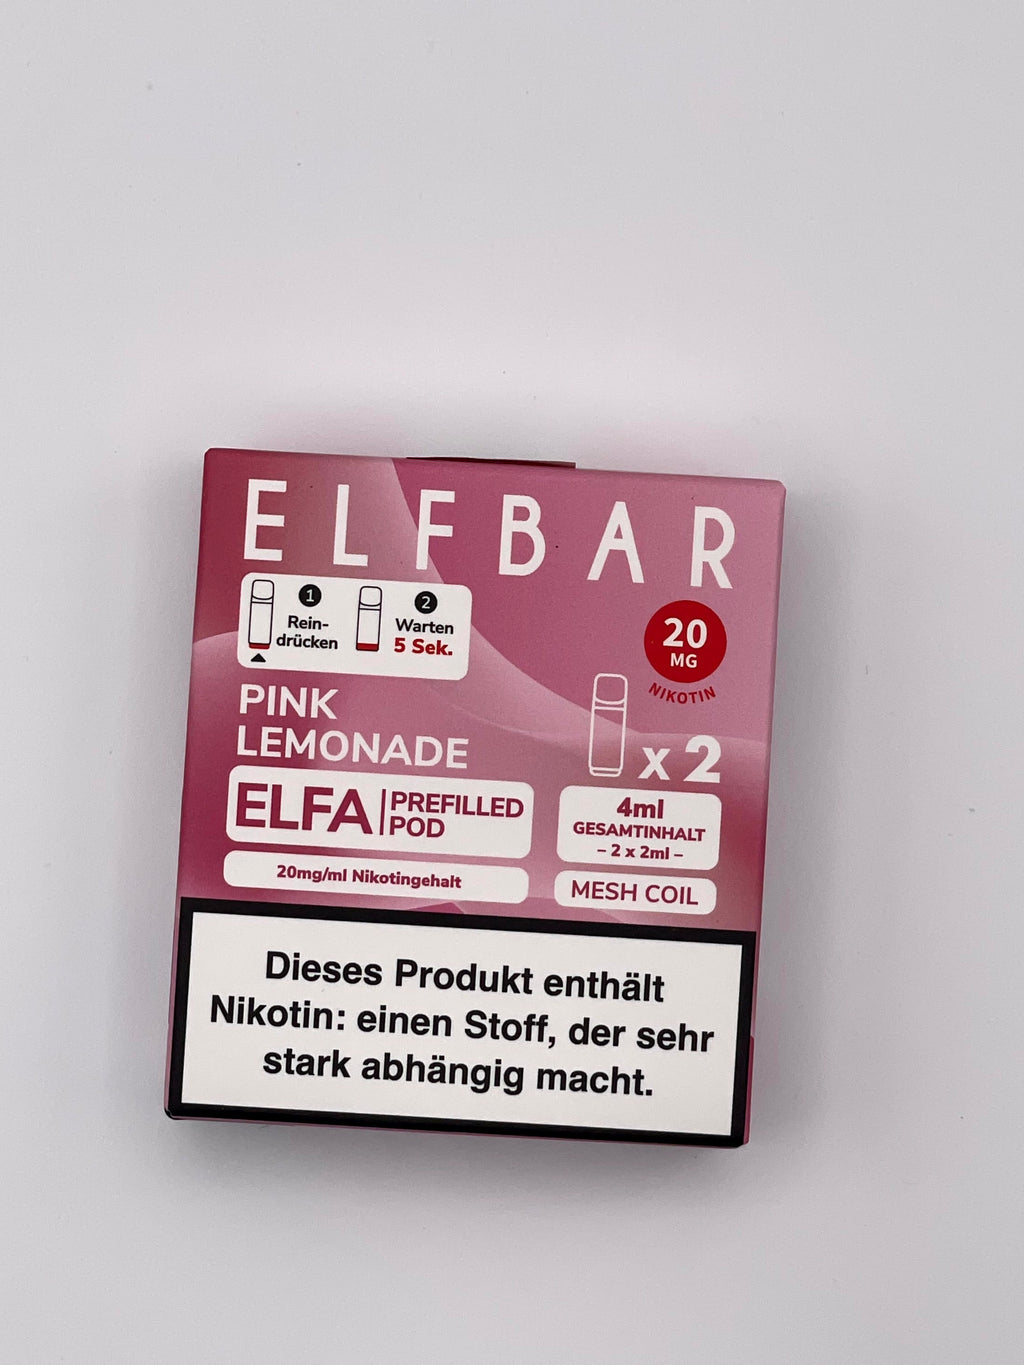 ELFBAR
1
Rein-
drücken
2
Warten
5 Sek.
20
MG
NIKOTIN
PINK
LEMONADE
x 2
ELFA | PREFILLED
POD
4ml
GESAMTINHALT
– 2 x 2ml –
20mg/ml Nikotingehalt
MESH COIL
Dieses Produkt enthält
Nikotin: einen Stoff, der sehr
stark abhängig macht.